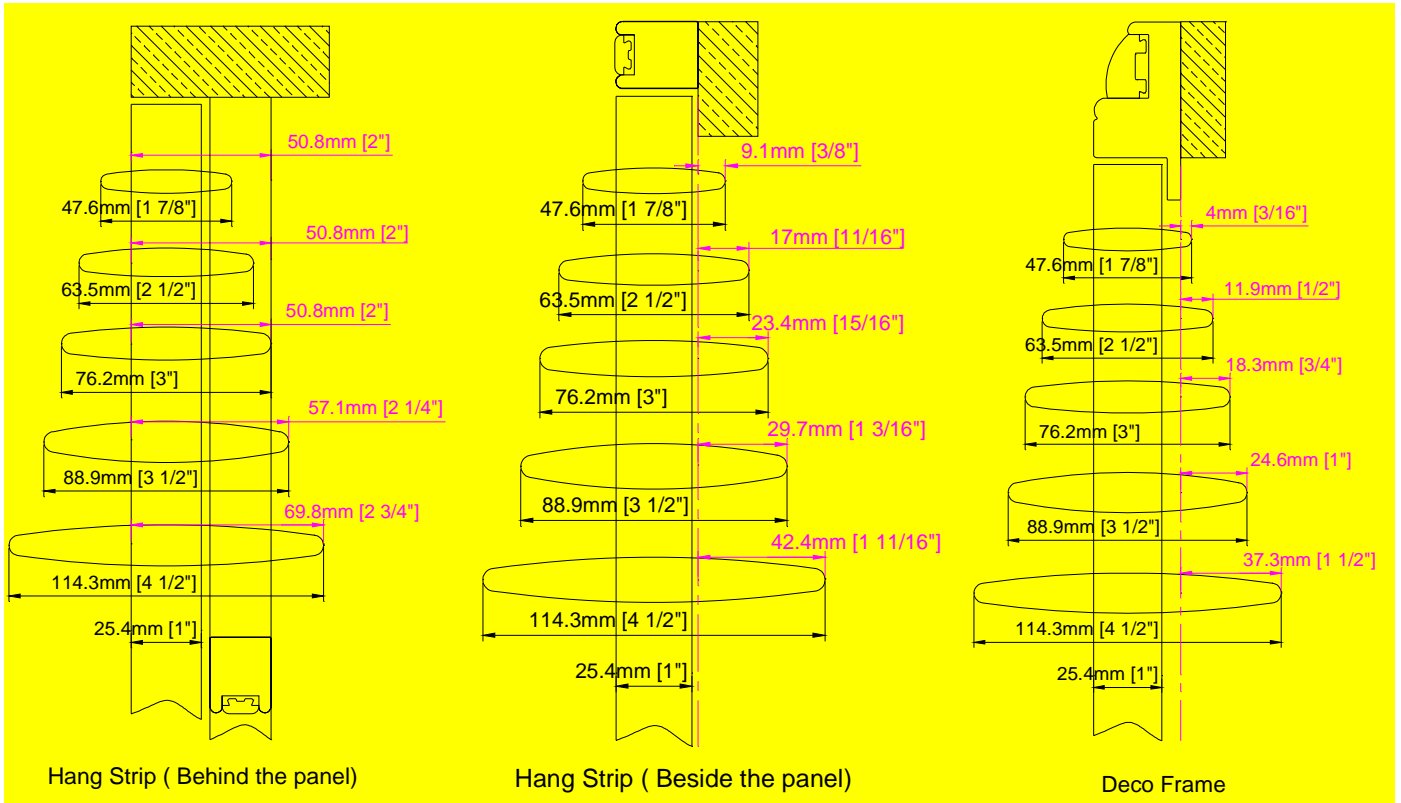 50.8mm [2"]
47.6mm [1 7/8"]
50.8mm [2"]
63.5mm [2 1/2"]
50.8mm [2"]
76.2mm [3"]
57.1mm [2 1/4"]
88.9mm [3 1/2"]
69.8mm [2 3/4"]
114.3mm [4 1/2"]
25.4mm [1"]
Hang Strip ( Behind the panel)
9.1mm [3/8"]
47.6mm [1 7/8"]
17mm [11/16"]
63.5mm [2 1/2"]
23.4mm [15/16"]
76.2mm [3"]
29.7mm [1 3/16"]
88.9mm [3 1/2"]
42.4mm [1 11/16"]
114.3mm [4 1/2"]
25.4mm [1"]
Hang Strip ( Beside the panel)
4mm [3/16"]
47.6mm [1 7/8"]
11.9mm [1/2"]
63.5mm [2 1/2"]
18.3mm [3/4"]
76.2mm [3"]
24.6mm [1"]
88.9mm [3 1/2"]
37.3mm [1 1/2"]
114.3mm [4 1/2"]
25.4mm [1"]
Deco Frame